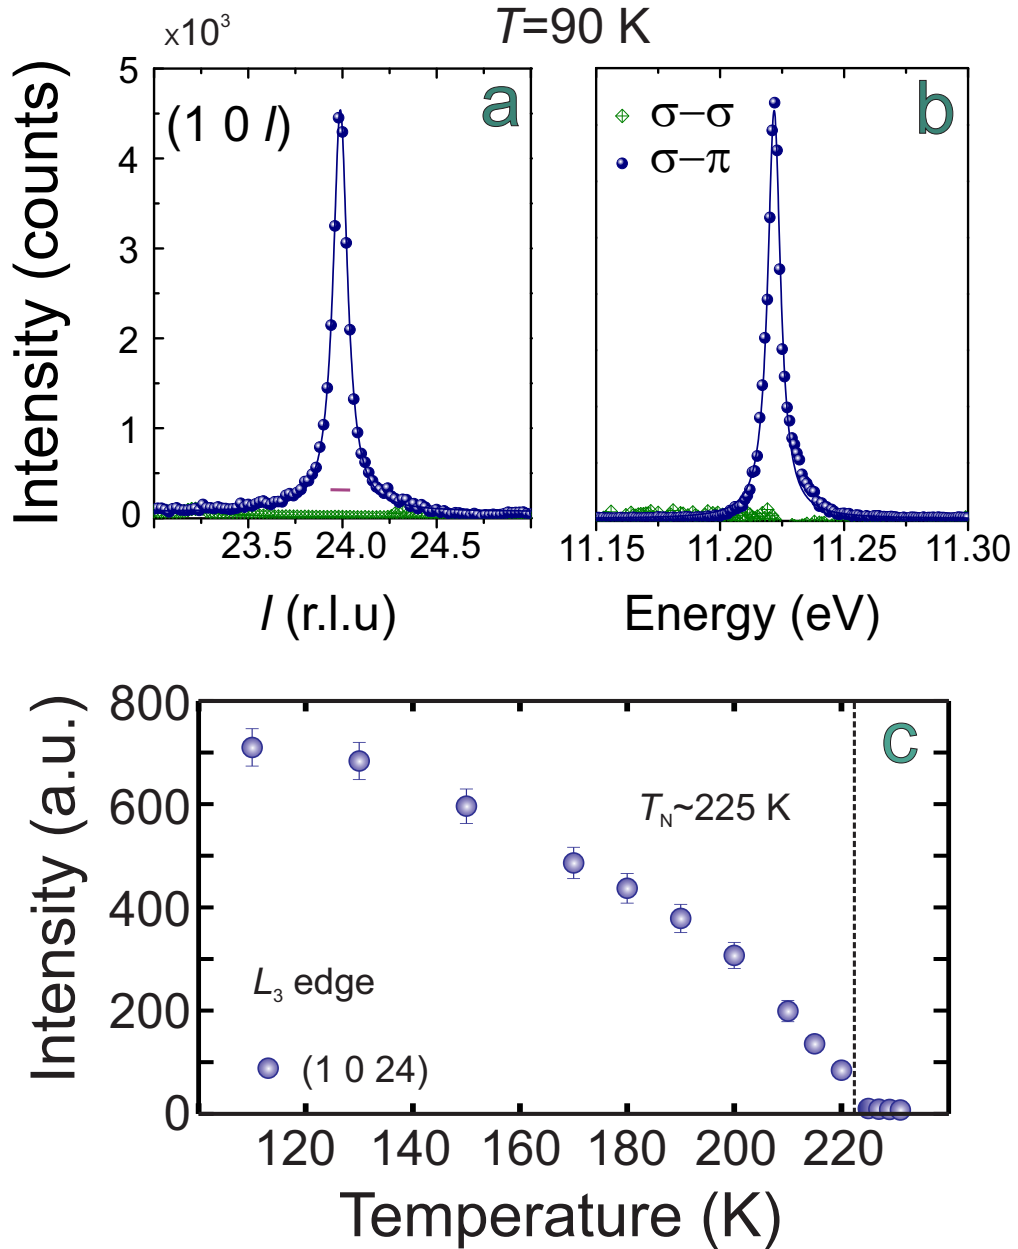 T=90 K
x10³
Intensity (counts)
5
4
3
2
1
0
(1 0 l)
a
23.5 24.0 24.5
l (r.l.u)
σ–σ
σ–π
b
11.15 11.20 11.25 11.30
Energy (eV)
Intensity (a.u.)
800
600
400
200
0
c
T_N~225 K
L₃ edge
(1 0 24)
120 140 160 180 200 220
Temperature (K)